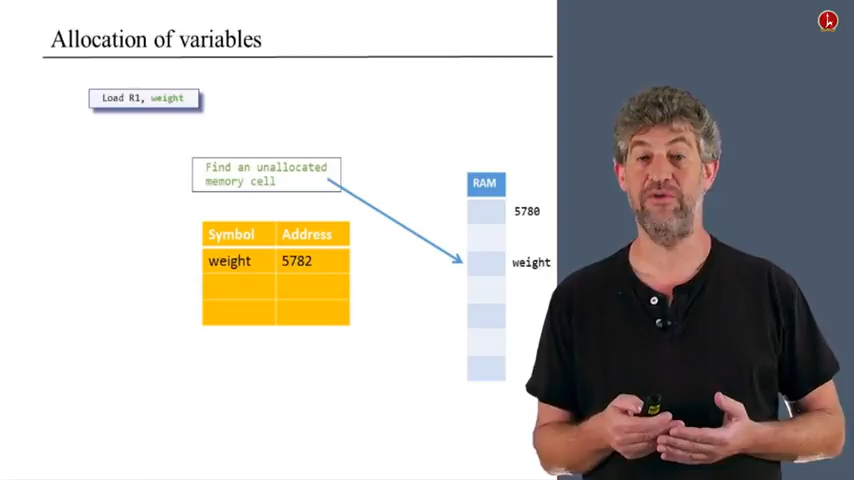 Allocation of variables
Load R1, weight
Find an unallocated
memory cell
RAM
5780
Symbol Address
weight 5782
weight